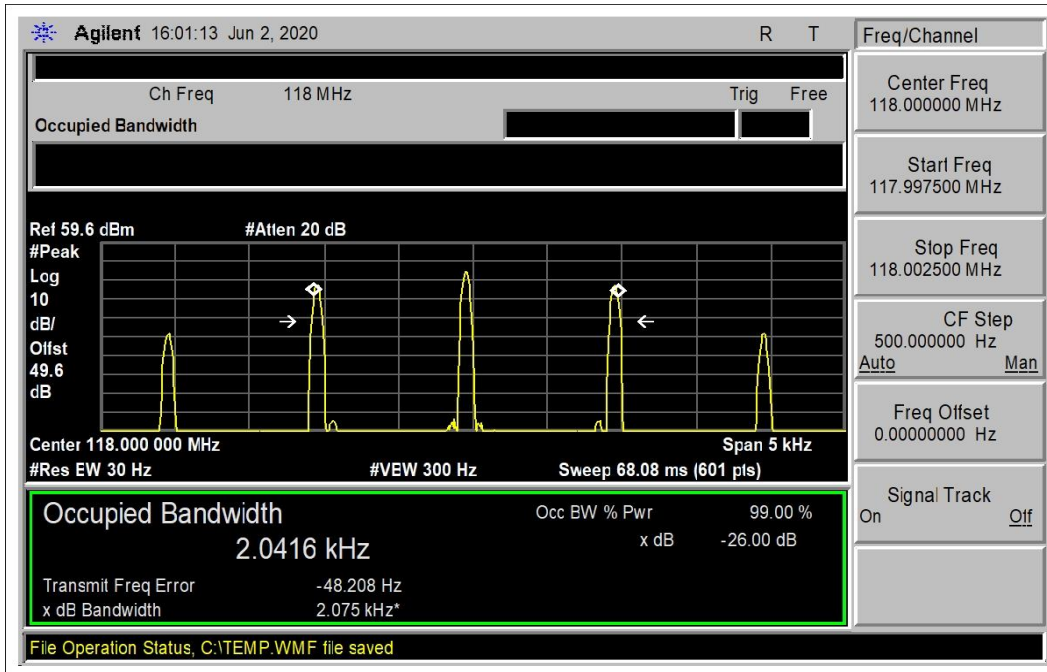 Agilent 16:01:13 Jun 2, 2020 R T
Ch Freq 118 MHz Trig Free
Occupied Bandwidth
Ref 59.6 dBm #Atten 20 dB
#Peak
Log
10
dB/
Offst
49.6
dB
Center 118.000 000 MHz Span 5 kHz
#Res BW 30 Hz #VBW 300 Hz Sweep 68.08 ms (601 pts)
Occupied Bandwidth Occ BW % Pwr 99.00 %
2.0416 kHz x dB -26.00 dB
Transmit Freq Error -48.208 Hz
x dB Bandwidth 2.075 kHz*
File Operation Status, C:\TEMP.WMF file saved
Freq/Channel
Center Freq
118.000000 MHz
Start Freq
117.997500 MHz
Stop Freq
118.002500 MHz
CF Step
500.000000 Hz
Auto Man
Freq Offset
0.00000000 Hz
Signal Track
On Off